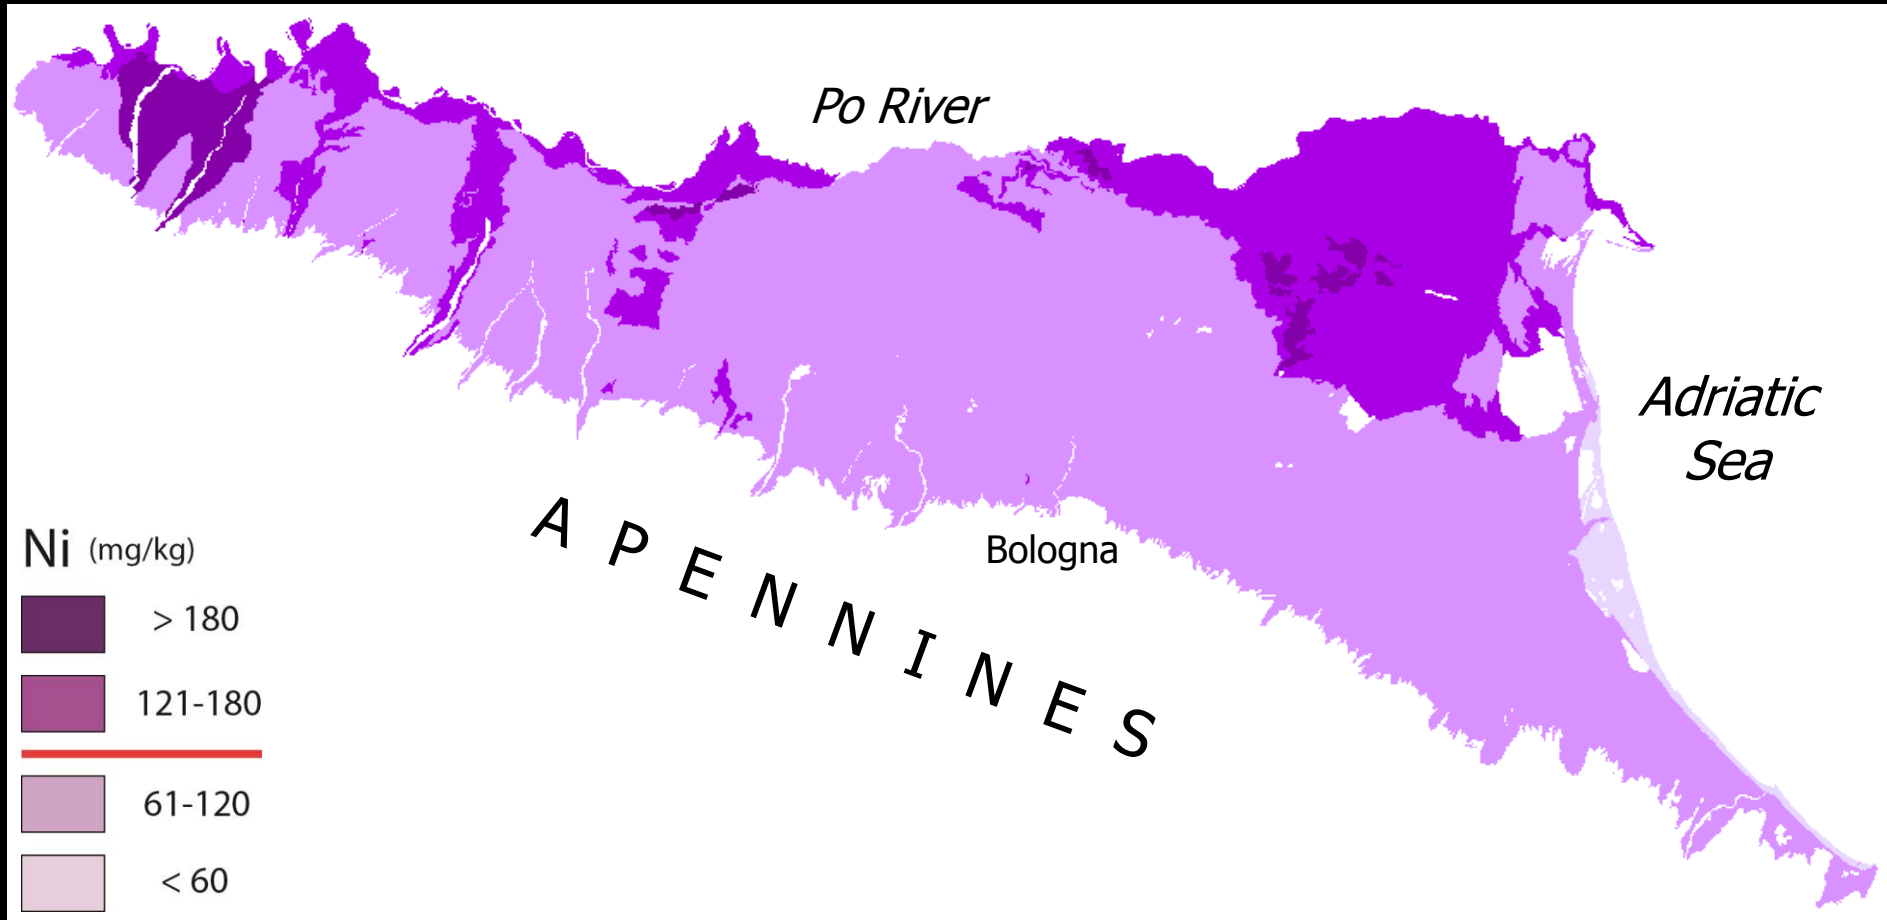 Po River
Adriatic
Sea
APENNINES
Bologna
Ni (mg/kg)
> 180
121-180
61-120
< 60